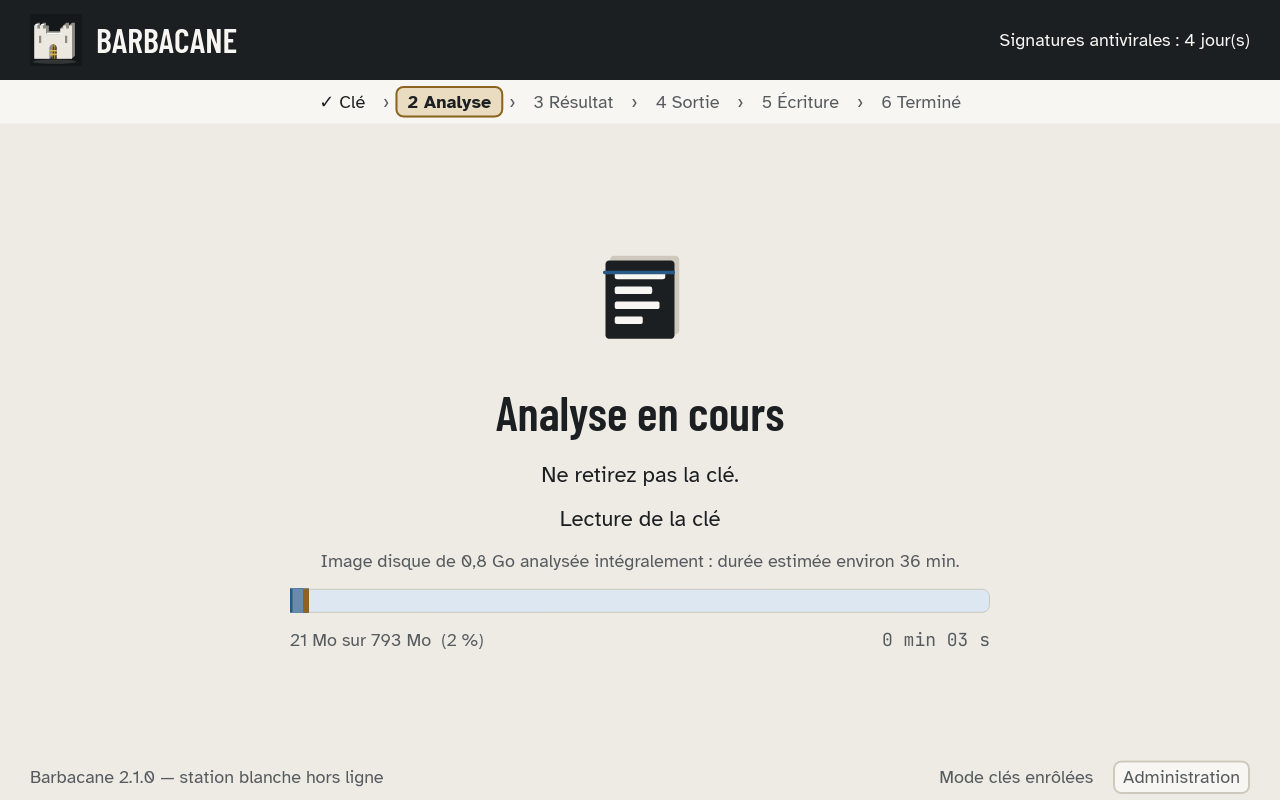 BARBACANE
Signatures antivirales : 4 jour(s)
✓ Clé › 2 Analyse › 3 Résultat › 4 Sortie › 5 Écriture › 6 Terminé
Analyse en cours
Ne retirez pas la clé.
Lecture de la clé
Image disque de 0,8 Go analysée intégralement : durée estimée environ 36 min.
21 Mo sur 793 Mo (2 %)
0 min 03 s
Barbacane 2.1.0 — station blanche hors ligne
Mode clés enrôlées
Administration